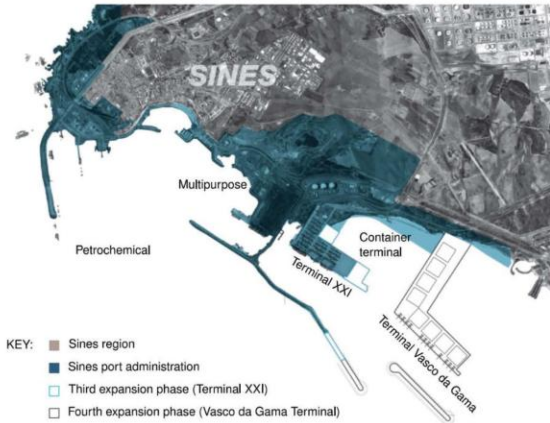 SINES
Multipurpose
Petrochemical
Container
terminal
Terminal XXI
Terminal Vasco da Gama
KEY:
Sines region
Sines port administration
Third expansion phase (Terminal XXI)
Fourth expansion phase (Vasco da Gama Terminal)